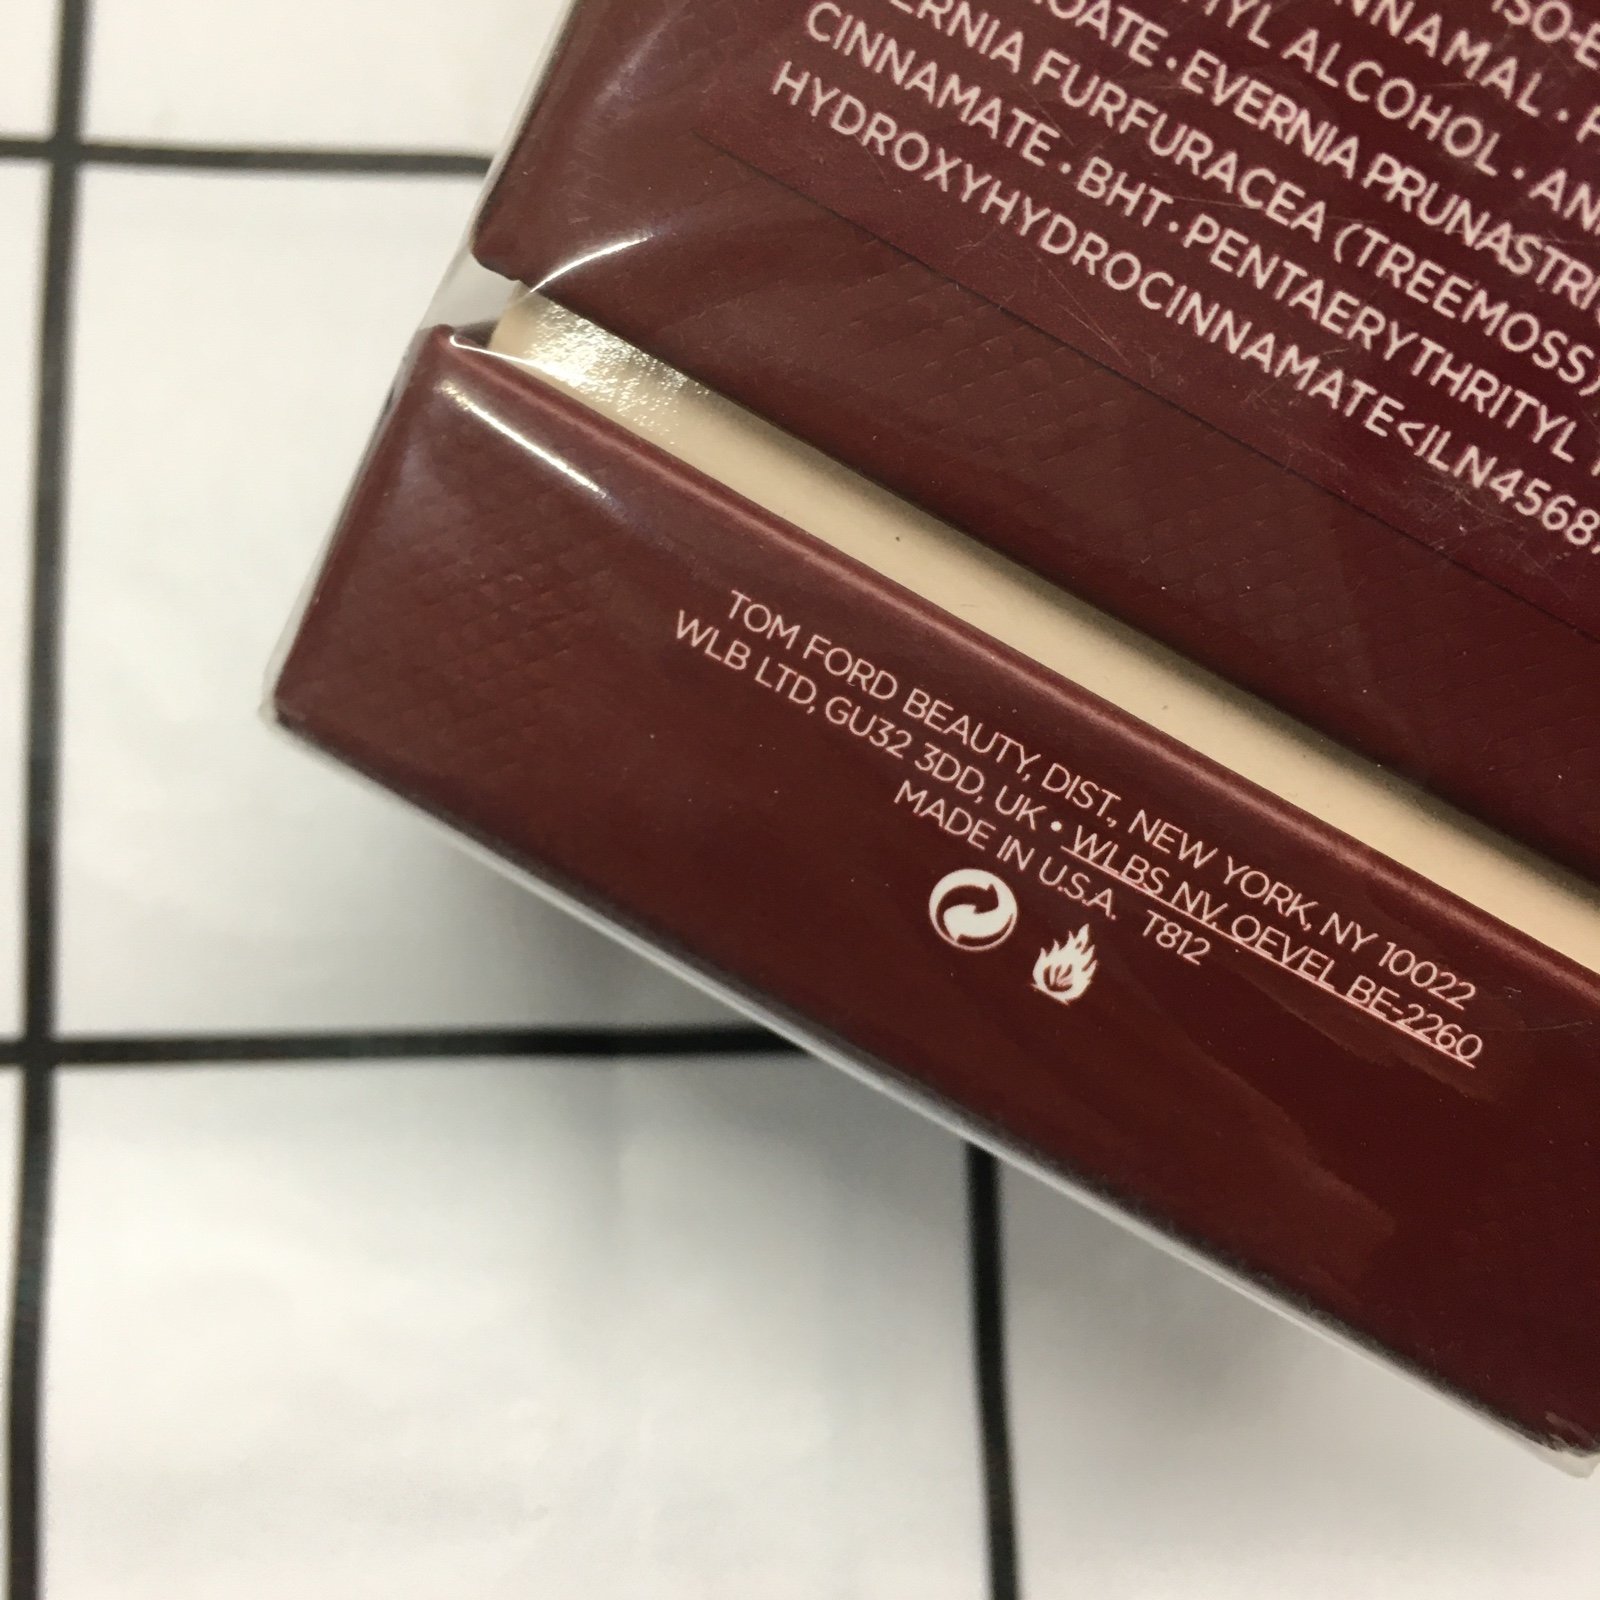 ISO-E
NNAMAL ·
YL ALCOHOL · AN
OATE · EVERNIA PRUNASTRI
ERNIA FURFURACEA (TREEMOSS)
CINNAMATE · BHT · PENTAERYTHRITYL
HYDROXYHYDROCINNAMATE<ILN4568
TOM FORD BEAUTY, DIST., NEW YORK, NY 10022
WLB LTD, GU32 3DD, UK • WLBS NV, OEVEL BE-2260
MADE IN U.S.A. T812